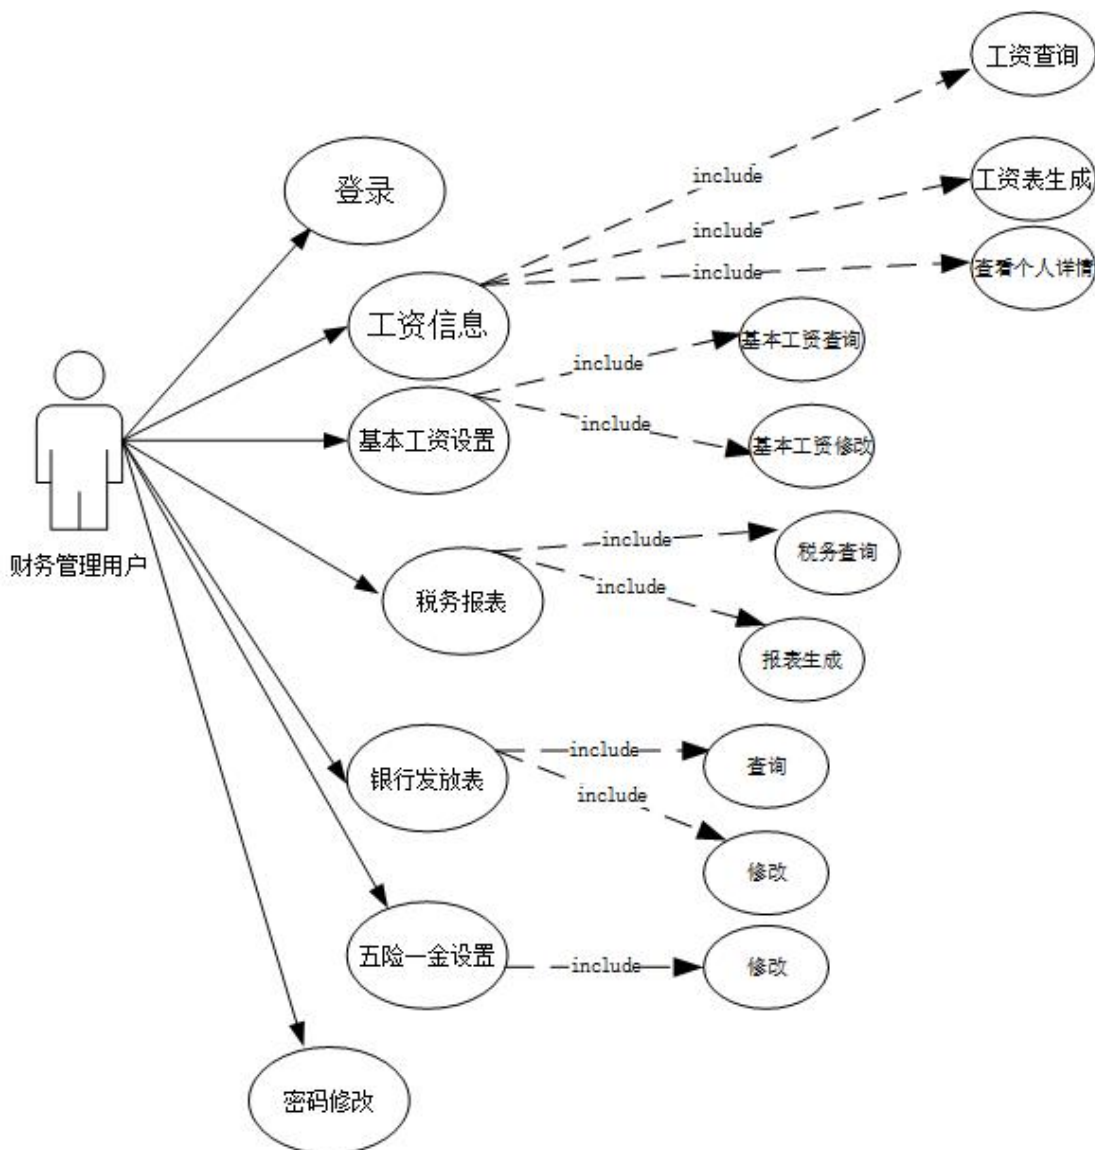 工资查询
登录
include
工资表生成
include
include
查看个人详情
工资信息
基本工资查询
include
基本工资设置
include
基本工资修改
财务管理用户
include
税务查询
税务报表
include
报表生成
银行发放表
include
查询
include
修改
五险一金设置
include
修改
密码修改